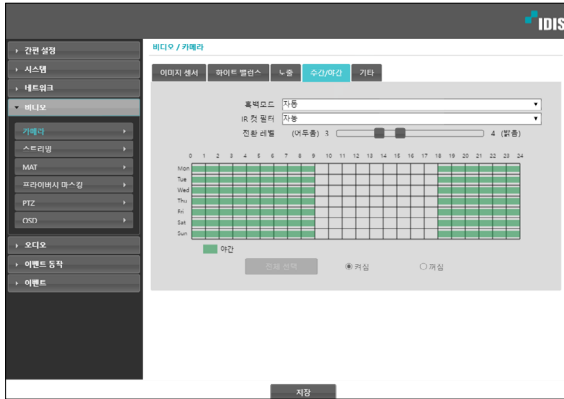 IDIS
비디오 / 카메라
간편 설정
시스템
네트워크
비디오
카메라
스트리밍
MAT
프라이버시 마스킹
PTZ
OSD
오디오
이벤트 동작
이벤트
이미지 센서
화이트 밸런스
노출
주간/야간
기타
흑백모드 자동
IR 컷 필터 자동
전환 레벨 (어두움) 3 4 (밝음)
0 1 2 3 4 5 6 7 8 9 10 11 12 13 14 15 16 17 18 19 20 21 22 23 24
Mon
Tue
Wed
Thu
Fri
Sat
Sun
야간
전체 선택 켜짐 꺼짐
저장